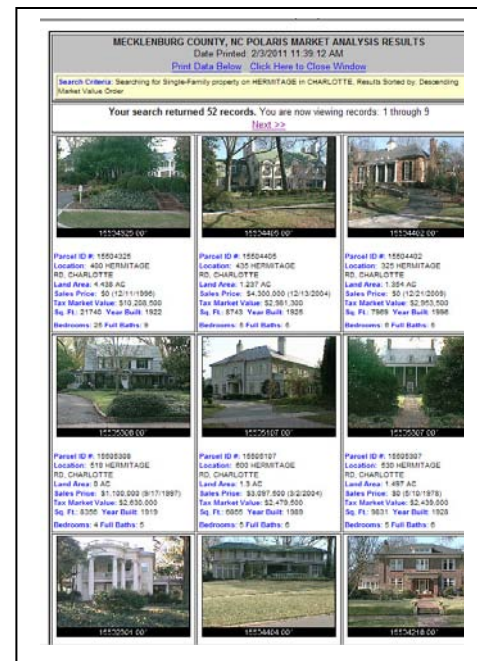 MECKLENBURG COUNTY, NC POLARIS MARKET ANALYSIS RESULTS
Date Printed: 2/3/2011 11:39:12 AM
Print Data Below Click Here to Close Window
Search Criteria: Searching for Single-Family property on HERMITAGE in CHARLOTTE, Results Sorted by: Descending
Market Value Order
Your search returned 52 records. You are now viewing records: 1 through 9
Next >>
15504325 00"
15504405 00"
15504402 00"
Parcel ID #: 15504325
Location: 400 HERMITAGE
RD, CHARLOTTE
Land Area: 4.438 AC
Sales Price: $0 (12/11/1996)
Tax Market Value: $10,208,500
Sq. Ft.: 21740 Year Built: 1922
Bedrooms: 25 Full Baths: 9
Parcel ID #: 15504405
Location: 435 HERMITAGE
RD, CHARLOTTE
Land Area: 1.237 AC
Sales Price: $4,300,000 (12/13/2004)
Tax Market Value: $2,981,300
Sq. Ft.: 8743 Year Built: 1925
Bedrooms: 5 Full Baths: 6
Parcel ID #: 15504402
Location: 325 HERMITAGE
RD, CHARLOTTE
Land Area: 1.354 AC
Sales Price: $0 (12/21/2009)
Tax Market Value: $2,953,500
Sq. Ft.: 7969 Year Built: 1998
Bedrooms: 6 Full Baths: 5
15505308 00"
15505107 00"
15505307 00"
Parcel ID #: 15505308
Location: 519 HERMITAGE
RD, CHARLOTTE
Land Area: 0 AC
Sales Price: $1,100,000 (9/17/1997)
Tax Market Value: $2,630,000
Sq. Ft.: 8356 Year Built: 1919
Bedrooms: 4 Full Baths: 5
Parcel ID #: 15505107
Location: 600 HERMITAGE
RD, CHARLOTTE
Land Area: 1.3 AC
Sales Price: $3,097,500 (3/2/2004)
Tax Market Value: $2,479,500
Sq. Ft.: 6855 Year Built: 1989
Bedrooms: 5 Full Baths: 6
Parcel ID #: 15505307
Location: 530 HERMITAGE
RD, CHARLOTTE
Land Area: 1.497 AC
Sales Price: $0 (5/10/1978)
Tax Market Value: $2,439,000
Sq. Ft.: 9831 Year Built: 1928
Bedrooms: 5 Full Baths: 6
15502301 00"
15504404 00"
15504218 00"